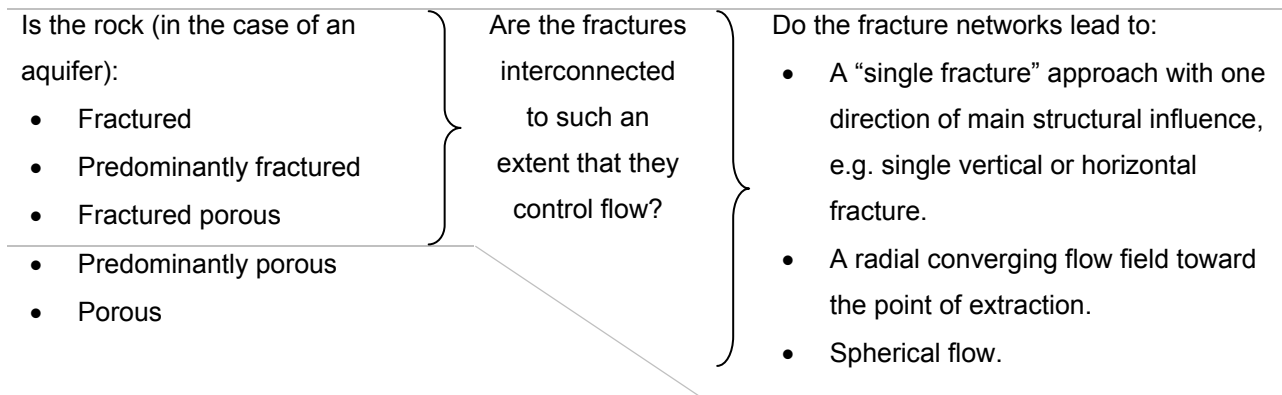 Is the rock (in the case of an
aquifer):
• Fractured
• Predominantly fractured
• Fractured porous
• Predominantly porous
• Porous
Are the fractures
interconnected
to such an
extent that they
control flow?
Do the fracture networks lead to:
• A “single fracture” approach with one
direction of main structural influence,
e.g. single vertical or horizontal
fracture.
• A radial converging flow field toward
the point of extraction.
• Spherical flow.